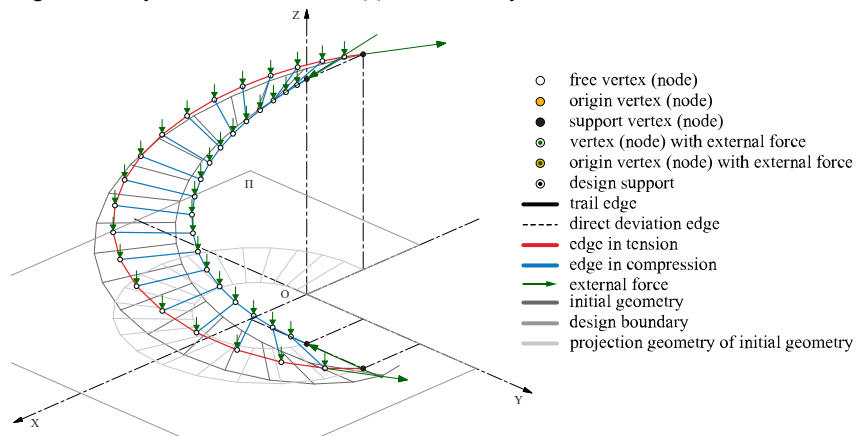 Z
Π
O
X
Y
free vertex (node)
origin vertex (node)
support vertex (node)
vertex (node) with external force
origin vertex (node) with external force
design support
trail edge
direct deviation edge
edge in tension
edge in compression
external force
initial geometry
design boundary
projection geometry of initial geometry